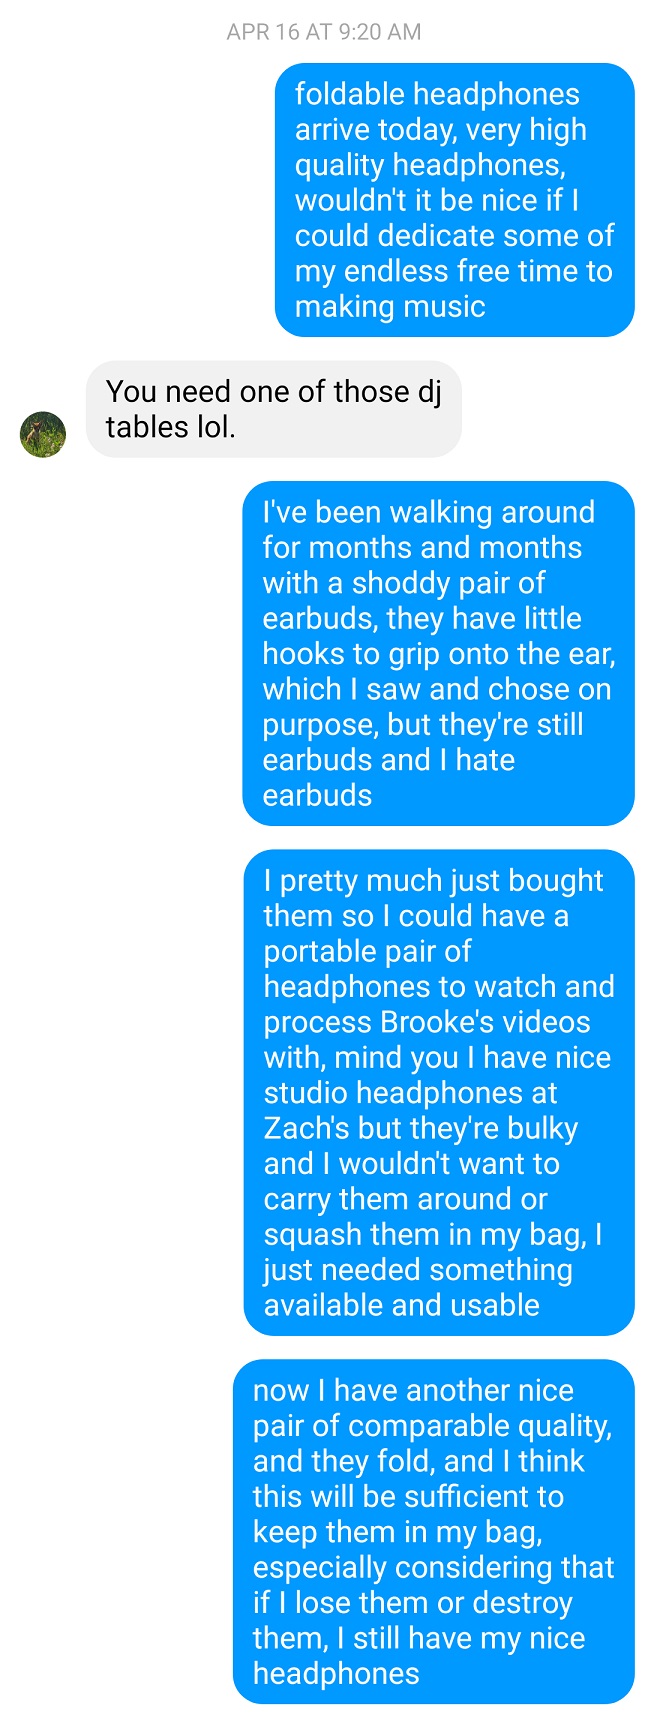 APR 16 AT 9:20 AM
foldable headphones
arrive today, very high
quality headphones,
wouldn't it be nice if I
could dedicate some of
my endless free time to
making music
You need one of those dj
tables lol.
I've been walking around
for months and months
with a shoddy pair of
earbuds, they have little
hooks to grip onto the ear,
which I saw and chose on
purpose, but they're still
earbuds and I hate
earbuds
I pretty much just bought
them so I could have a
portable pair of
headphones to watch and
process Brooke's videos
with, mind you I have nice
studio headphones at
Zach's but they're bulky
and I wouldn't want to
carry them around or
squash them in my bag, I
just needed something
available and usable
now I have another nice
pair of comparable quality,
and they fold, and I think
this will be sufficient to
keep them in my bag,
especially considering that
if I lose them or destroy
them, I still have my nice
headphones